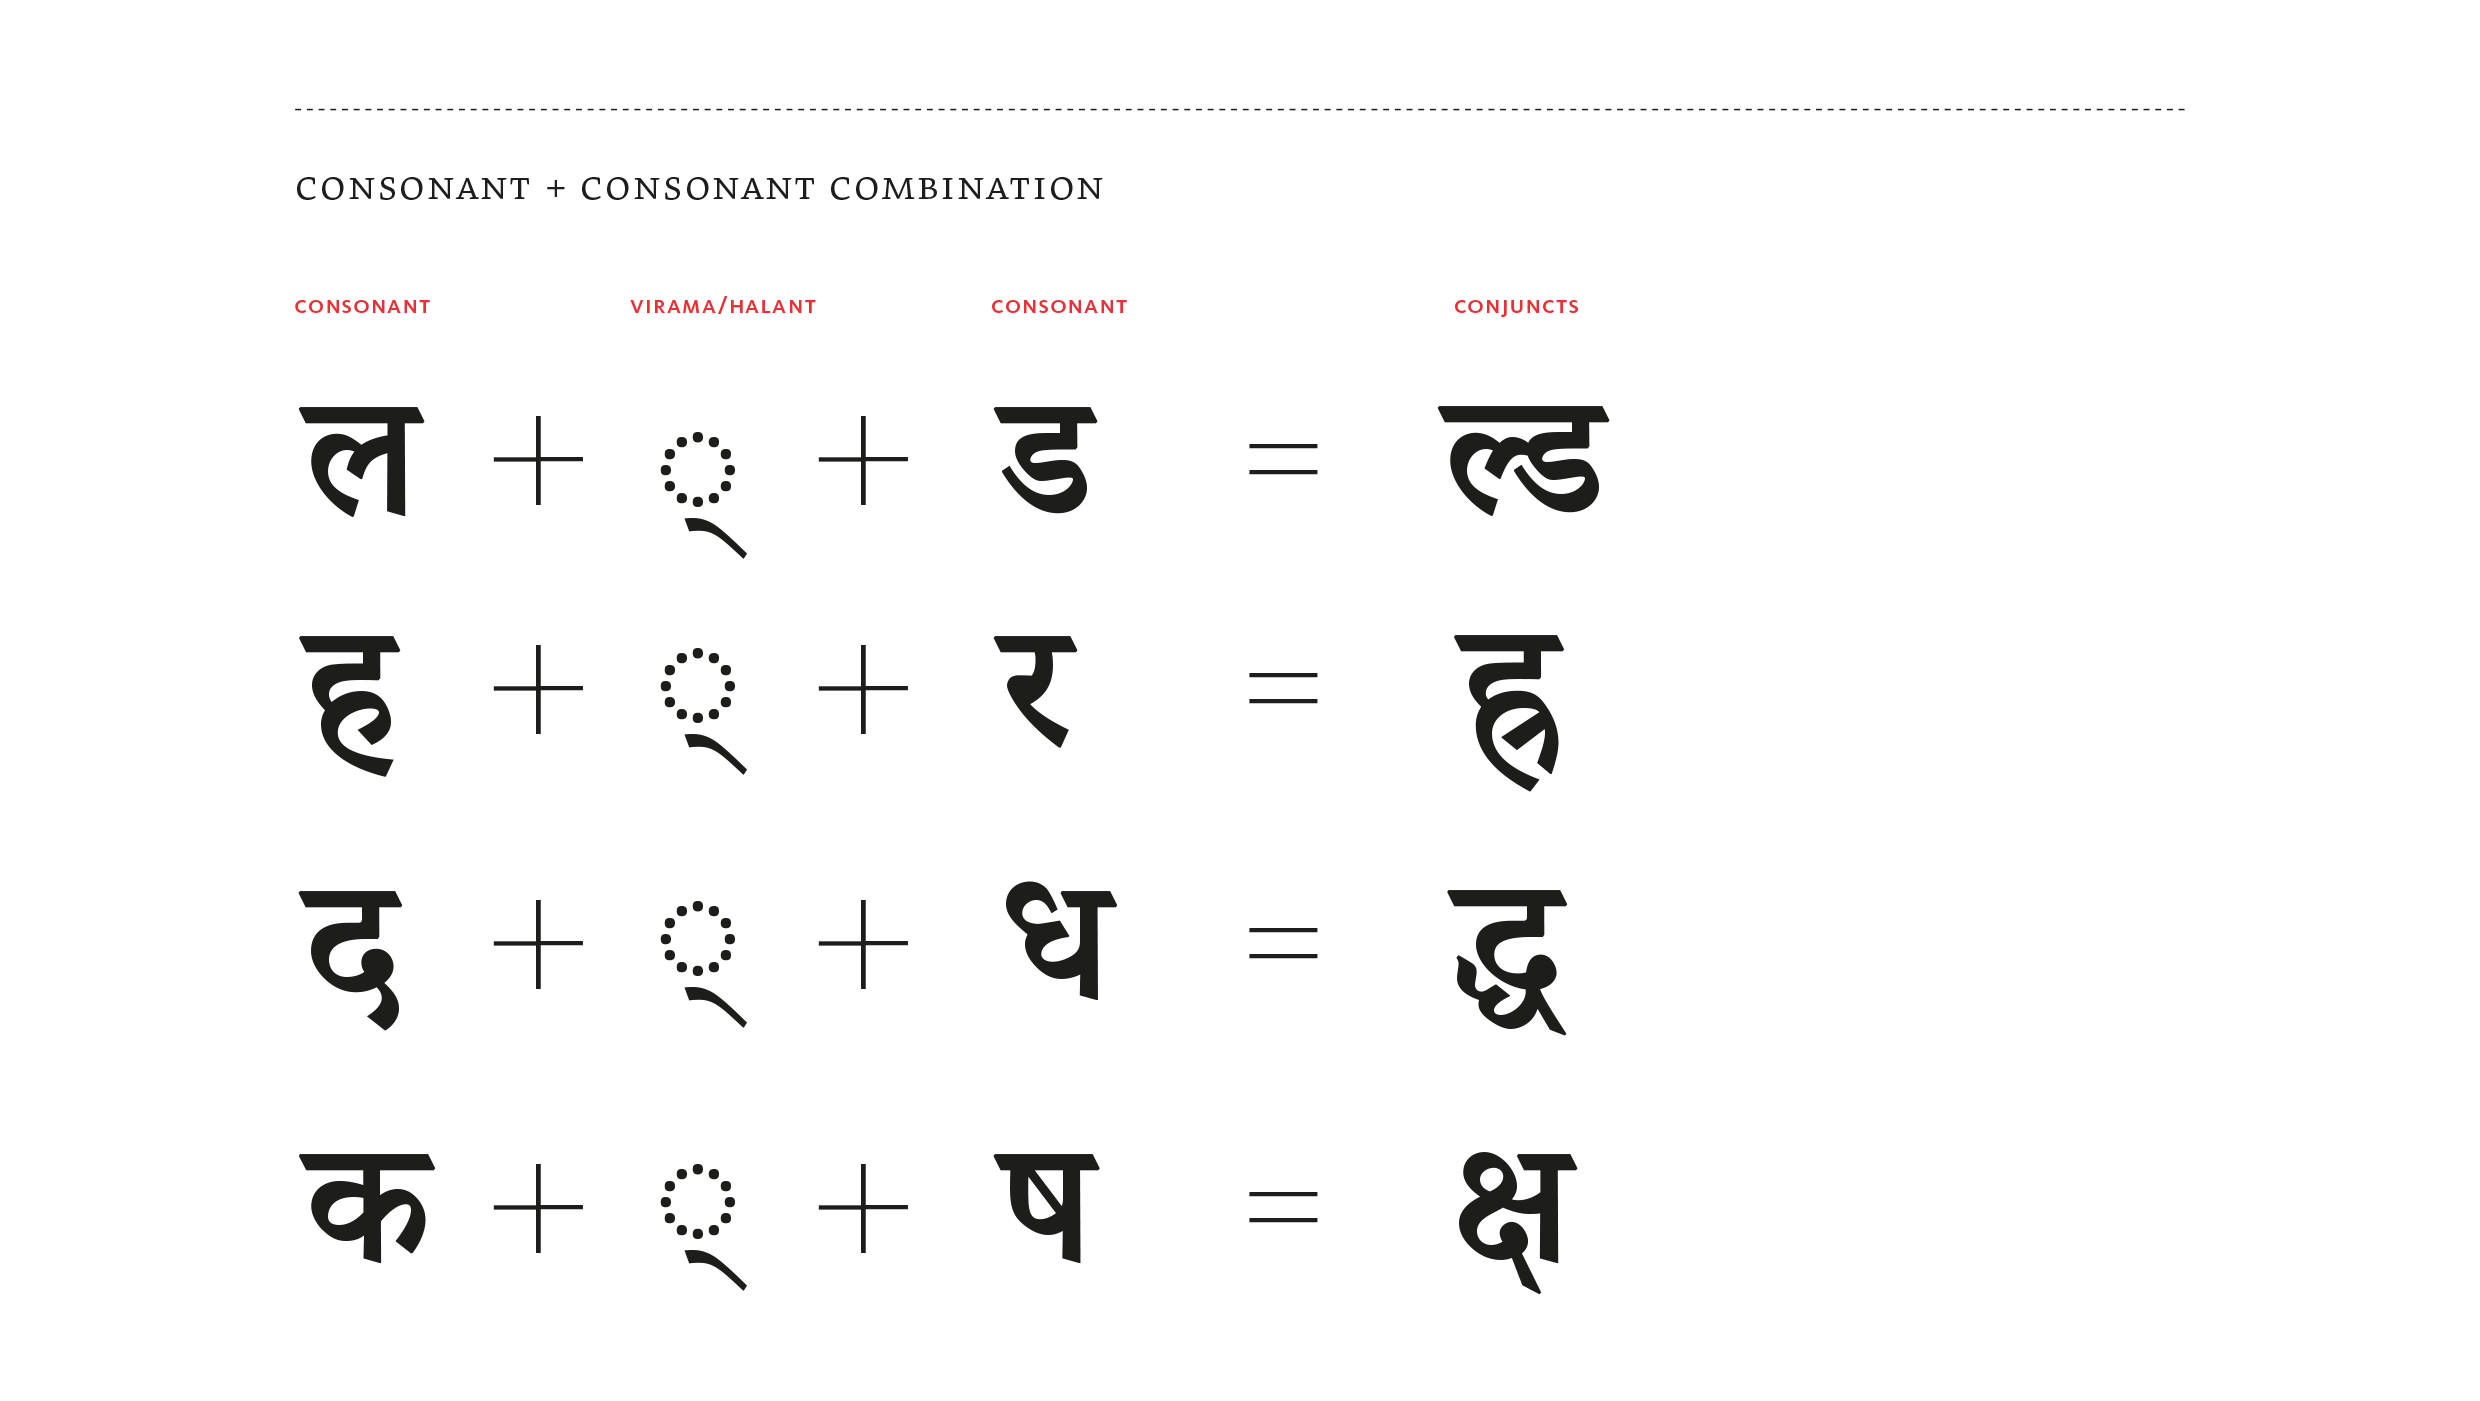 CONSONANT + CONSONANT COMBINATION
CONSONANT VIRAMA/HALANT CONSONANT CONJUNCTS
ल + ◌् + ड = ल्ड
ह + ◌् + र = ह्र
द + ◌् + ध = द्ध
क + ◌् + ष = क्ष